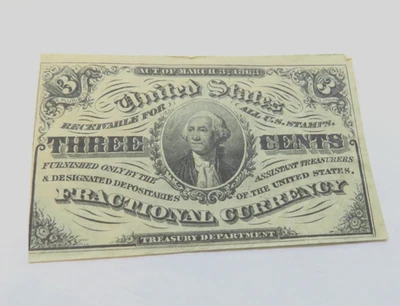 ACT OF MARCH 3, 1863.
3 United States 3
RECEIVABLE FOR ALL U.S. STAMPS.
THREE CENTS
FURNISHED ONLY BY THE ASSISTANT TREASURERS
& DESIGNATED DEPOSITARIES OF THE UNITED STATES.
FRACTIONAL CURRENCY
TREASURY DEPARTMENT